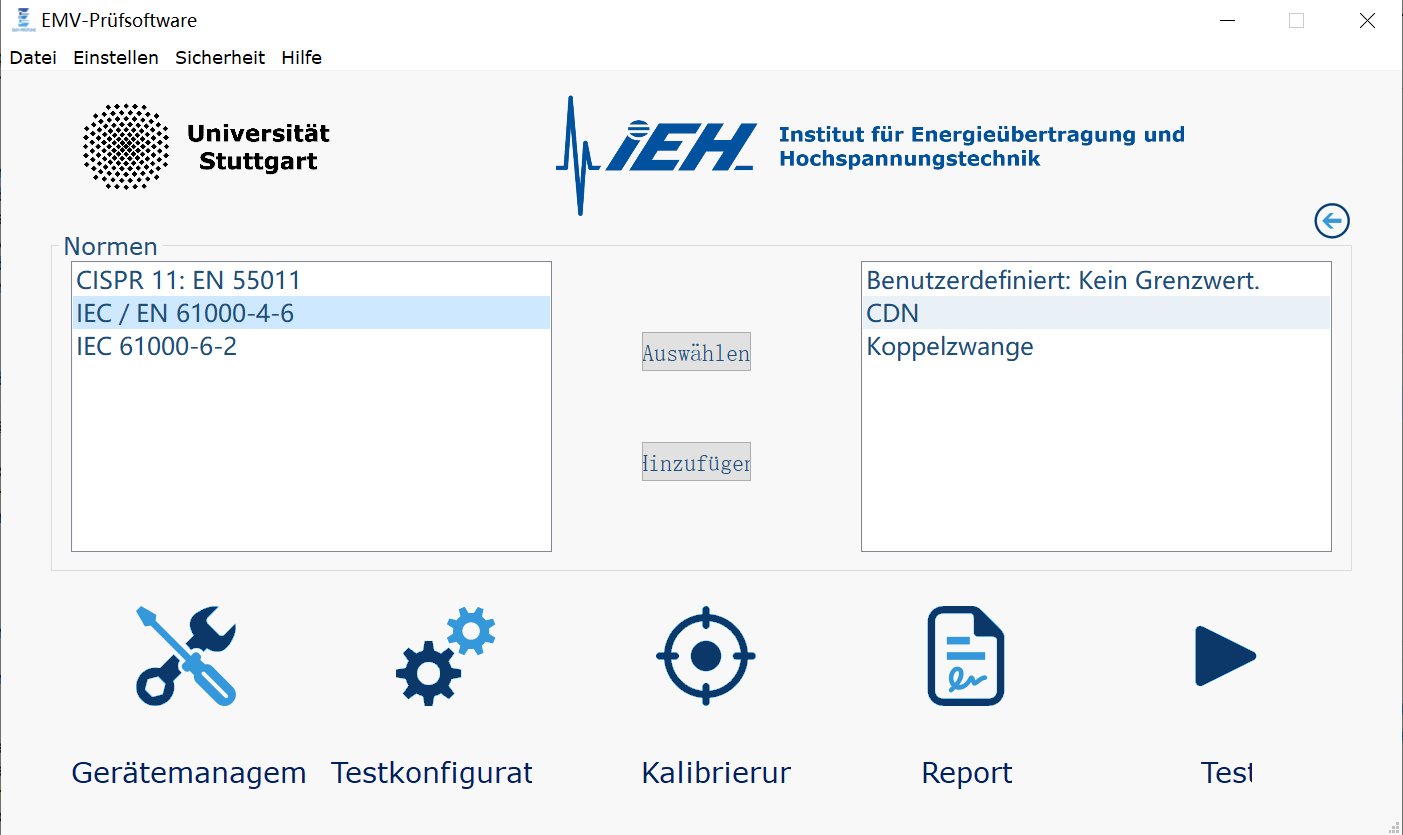 EMV-Prüfsoftware
Datei Einstellen Sicherheit Hilfe
Universität
Stuttgart
iEH
Institut für Energieübertragung und
Hochspannungstechnik
Normen
CISPR 11: EN 55011
IEC / EN 61000-4-6
IEC 61000-6-2
Auswählen
Hinzufüger
Benutzerdefiniert: Kein Grenzwert.
CDN
Koppelzwange
Gerätemanagem
Testkonfigurat
Kalibrierur
Report
Test